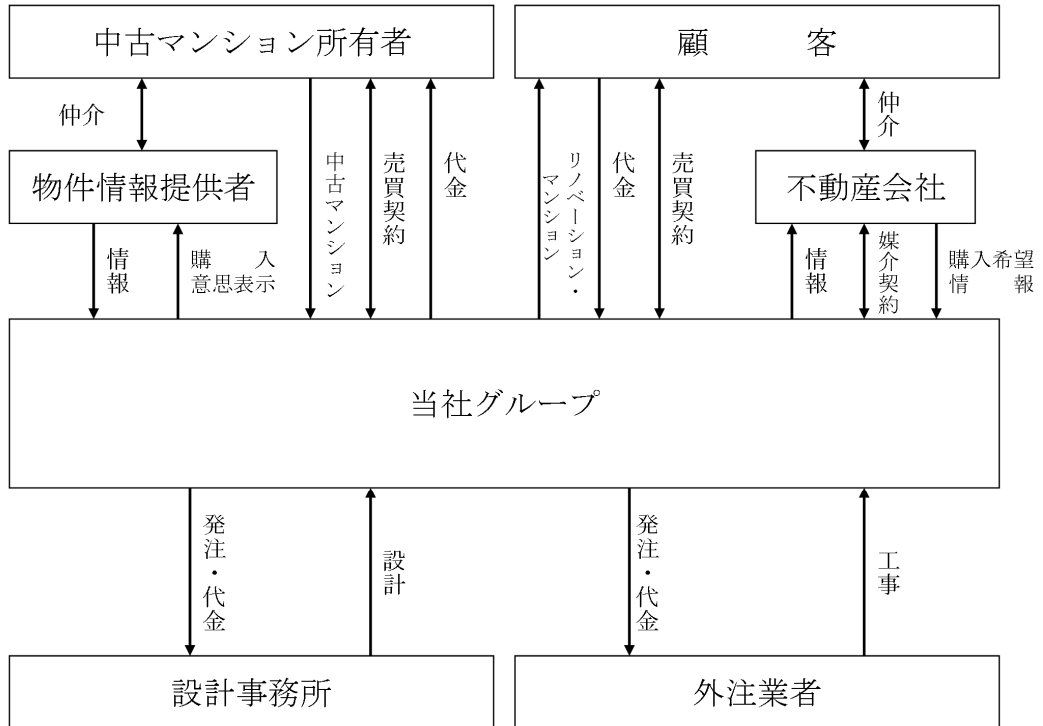 中古マンション所有者
顧客
仲介
仲介
物件情報提供者
不動産会社
中古マンション
売買契約
代金
リノベーション・
マンション
代金
売買契約
情報
購入
意思表示
情報
媒介契約
購入希望
情報
当社グループ
発注・代金
設計
発注・代金
工事
設計事務所
外注業者